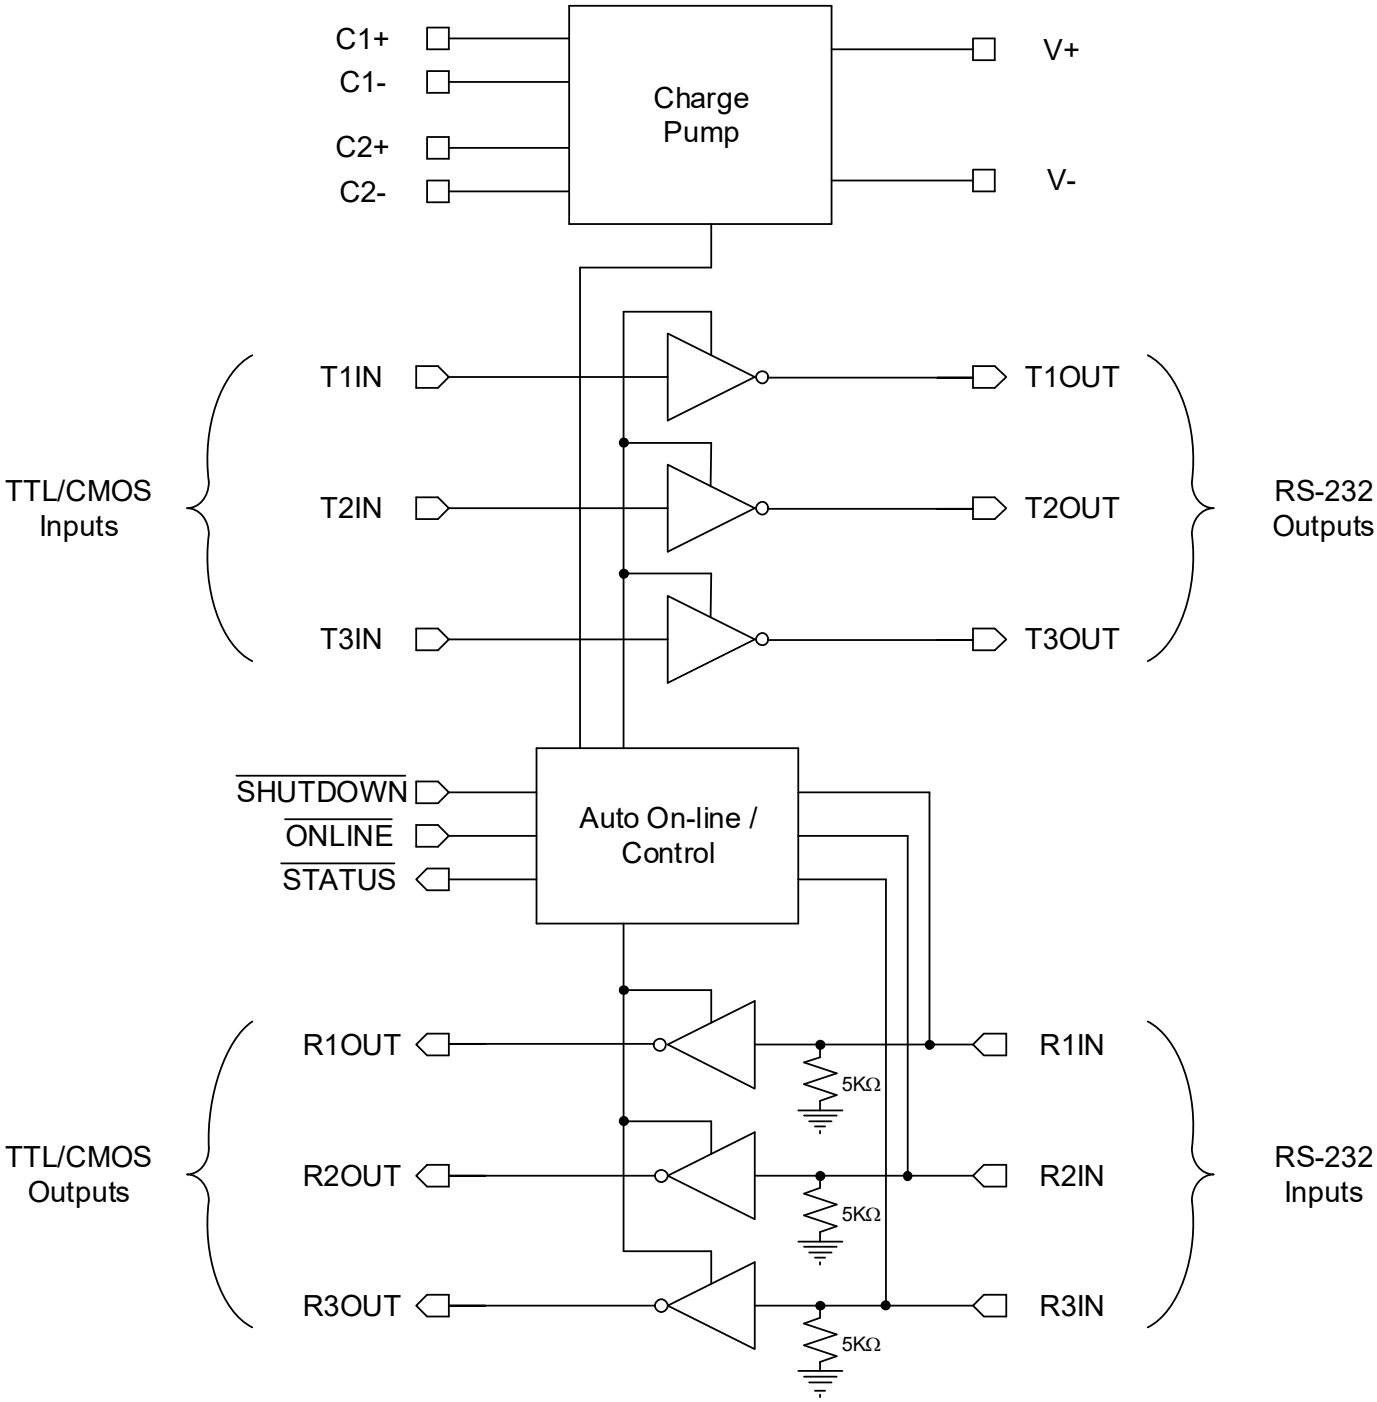 C1+
C1-
C2+
C2-
Charge
Pump
V+
V-
TTL/CMOS
Inputs
T1IN
T2IN
T3IN
T1OUT
T2OUT
T3OUT
RS-232
Outputs
SHUTDOWN
ONLINE
STATUS
Auto On-line /
Control
TTL/CMOS
Outputs
R1OUT
R2OUT
R3OUT
5KΩ
5KΩ
5KΩ
R1IN
R2IN
R3IN
RS-232
Inputs